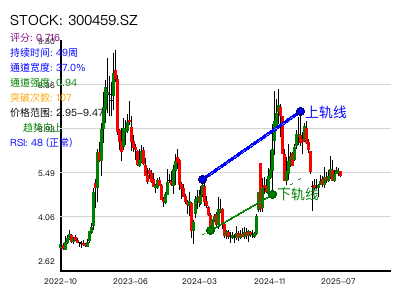 STOCK: 300459.SZ
评分: 0.716
持续时间: 49周
通道宽度: 37.0%
通道强度: 0.94
突破次数: 107
价格范围: 2.95-9.47
趋势
RSI: 48 (正常)
上轨线
下轨线
5.49
4.06
2.62
2022-10
2023-06
2024-03
2024-11
2025-07